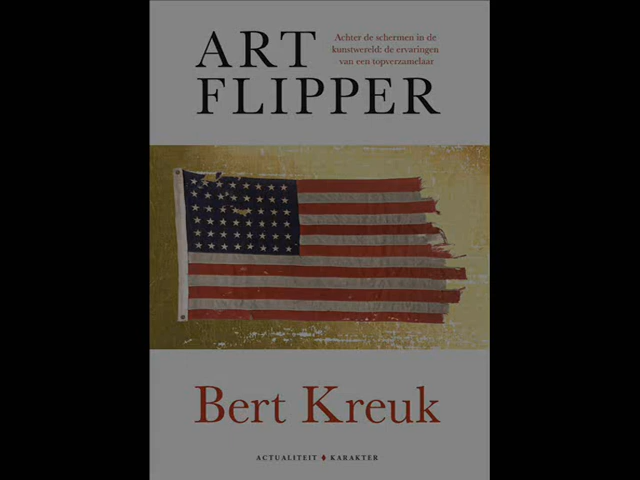 ART
FLIPPER
Achter de schermen in de
kunstwereld: de ervaringen
van een topverzamelaar
Bert Kreuk
ACTUALITEIT ♦ KARAKTER